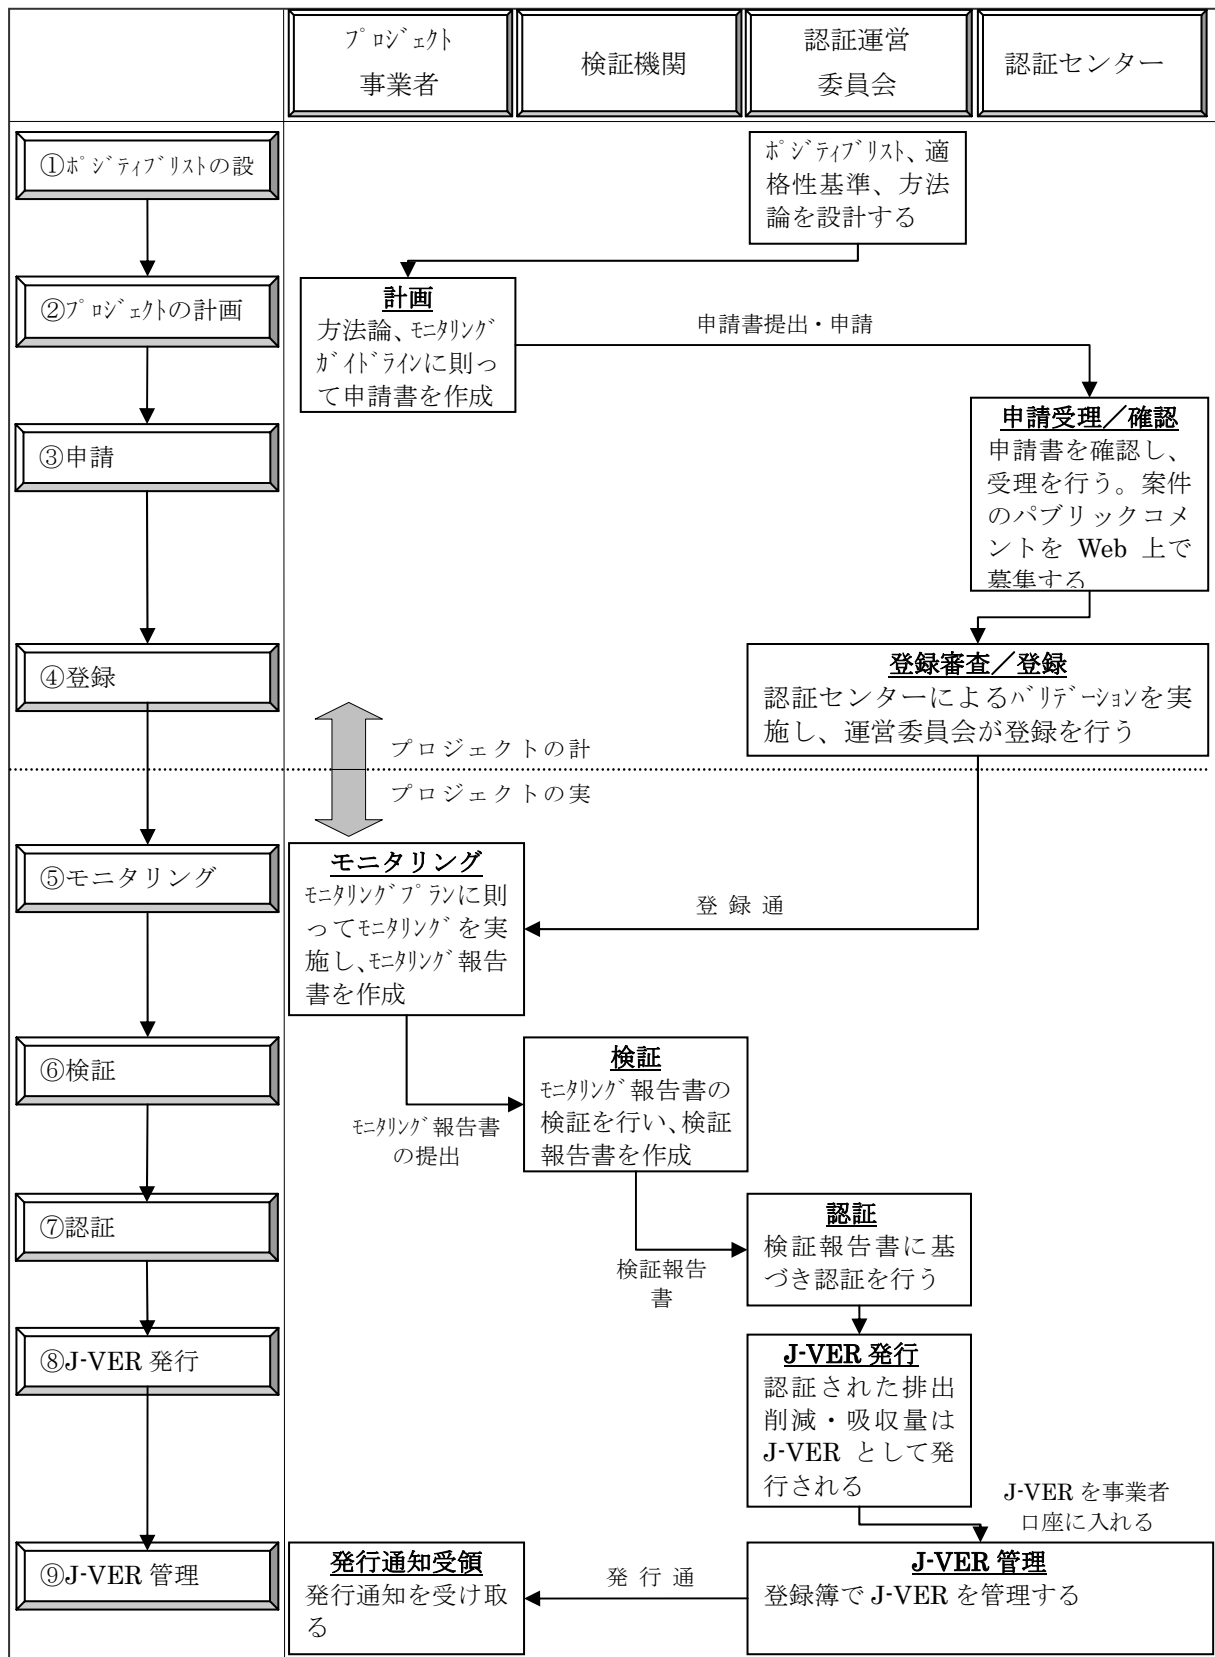 プロジェクト
事業者
検証機関
認証運営
委員会
認証センター
①ポジティブリストの設
ポジティブリスト、適
格性基準、方法
論を設計する
②プロジェクトの計画
計画
方法論、モニタリング
ガイドラインに則っ
て申請書を作成
申請書提出・申請
③申請
申請受理／確認
申請書を確認し、
受理を行う。案件
のパブリックコメ
ントを Web 上で
募集する
④登録
登録審査／登録
認証センターによるバリデーションを実
施し、運営委員会が登録を行う
プロジェクトの計
プロジェクトの実
⑤モニタリング
モニタリング
モニタリングプランに則
ってモニタリングを実
施し、モニタリング報告
書を作成
登録通
⑥検証
検証
モニタリング報告書の
検証を行い、検証
報告書を作成
モニタリング報告書
の提出
⑦認証
認証
検証報告書に基
づき認証を行う
検証報告
書
⑧J-VER 発行
J-VER 発行
認証された排出
削減・吸収量は
J-VER として発
行される
J-VER を事業者
口座に入れる
⑨J-VER 管理
発行通知受領
発行通知を受け取
る
発行通
J-VER 管理
登録簿で J-VER を管理する